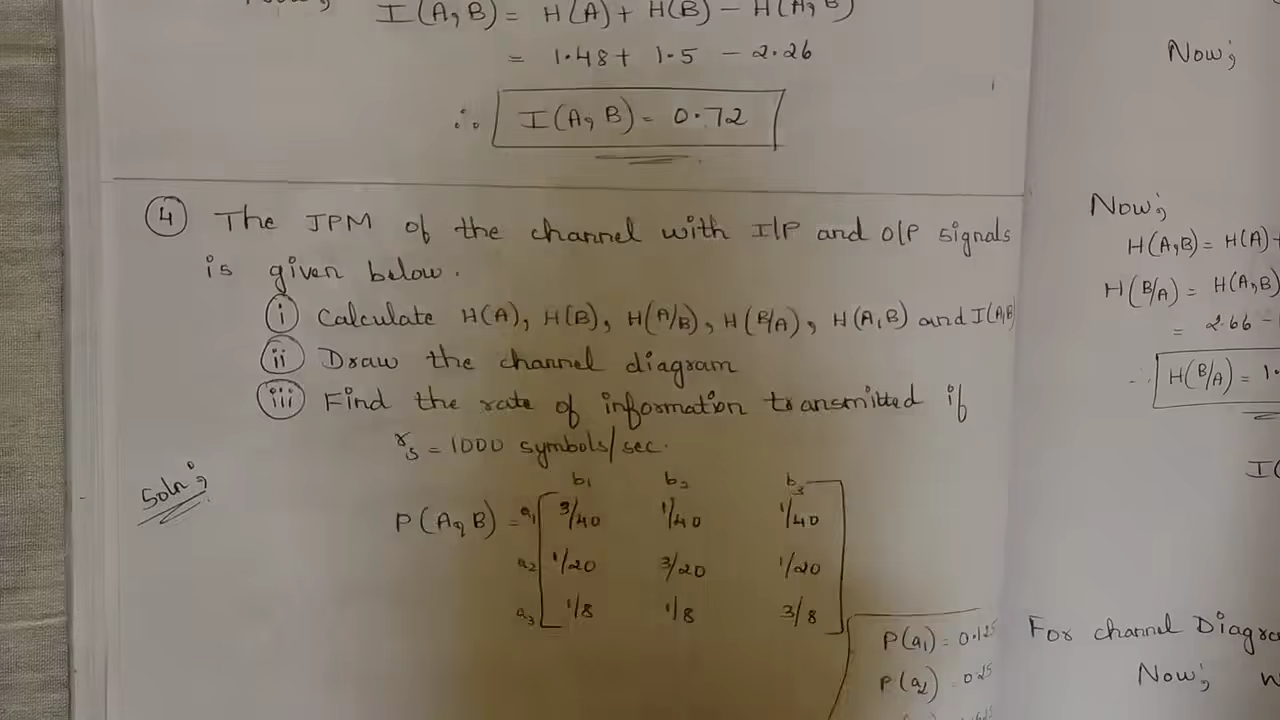 I(A, B) = H(A) + H(B) - H(A, B)
= 1.48 + 1.5 - 2.26
∴ I(A, B) = 0.72
④ The JPM of the channel with I/P and O/P signals
is given below.
(i) Calculate H(A), H(B), H(A/B), H(B/A), H(A,B) and I(A,B)
(ii) Draw the channel diagram
(iii) Find the rate of information transmitted if
rs = 1000 symbols/sec.
Soln;
b1 b2 b3
P(A, B) = a1 3/40 1/40 1/40
a2 1/20 3/20 1/20
a3 1/8 1/8 3/8
P(a1) = 0.125
P(a2) = 0.25
Now;
Now;
H(A,B) = H(A) +
H(B/A) = H(A,B)
= 2.66 -
∴ H(B/A) = 1.
I(
For channel Diagra
Now;